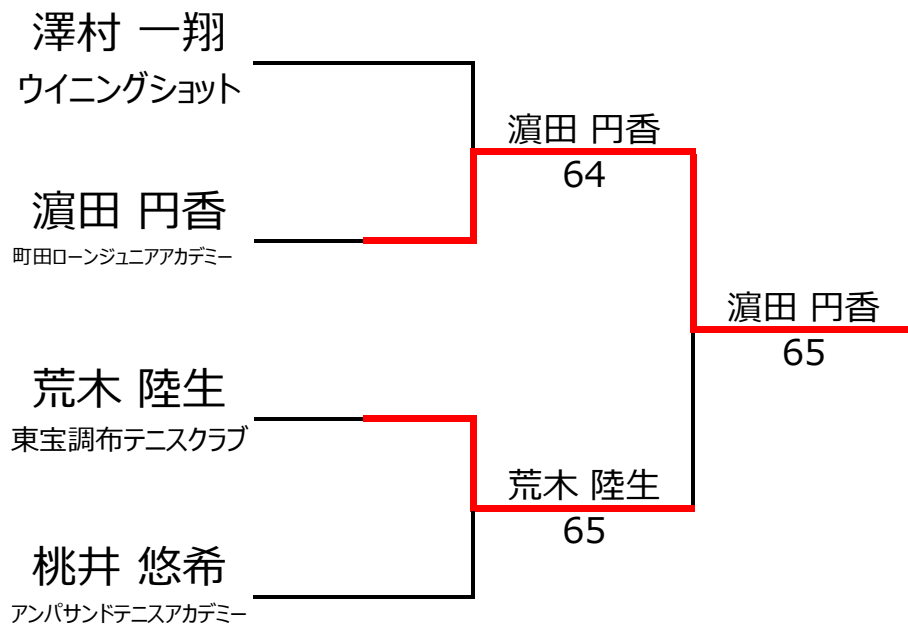 澤村 一翔
ウイニングショット
濵田 円香
64
濵田 円香
町田ローンジュニアアカデミー
濵田 円香
65
荒木 陸生
東宝調布テニスクラブ
荒木 陸生
65
桃井 悠希
アンパサンドテニスアカデミー